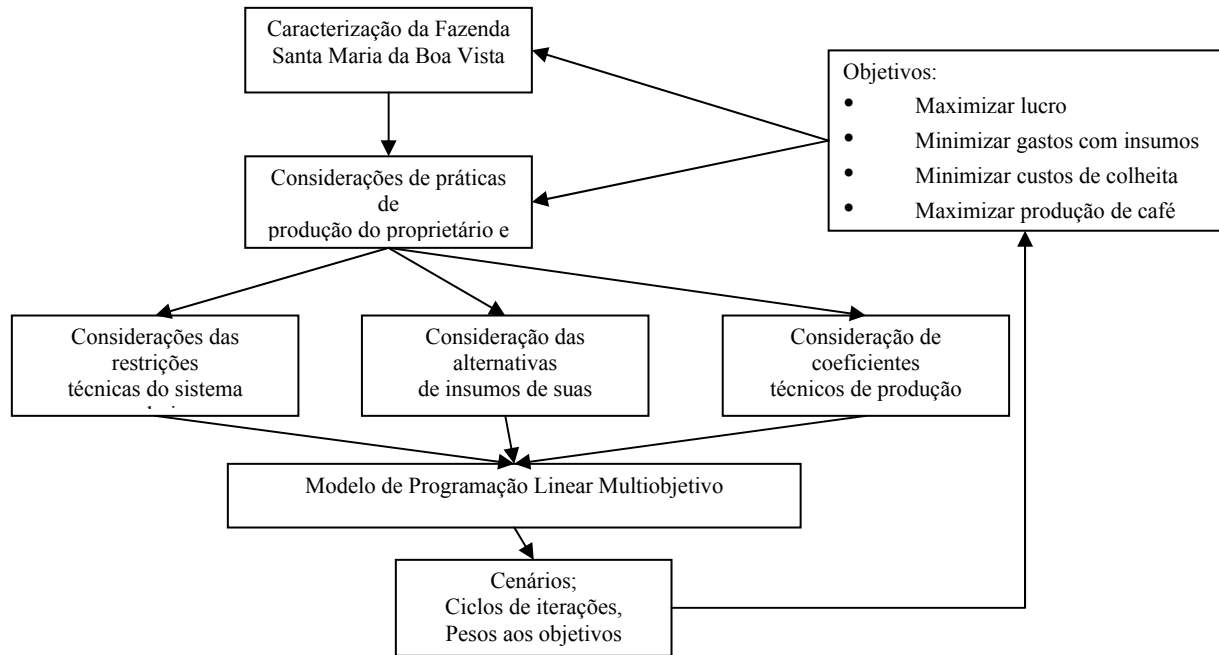 Caracterização da Fazenda
Santa Maria da Boa Vista
Objetivos:
• Maximizar lucro
• Minimizar gastos com insumos
• Minimizar custos de colheita
• Maximizar produção de café
Considerações de práticas
de
produção do proprietário e
Considerações das
restrições
técnicas do sistema
Consideração das
alternativas
de insumos de suas
Consideração de
coeficientes
técnicos de produção
Modelo de Programação Linear Multiobjetivo
Cenários;
Ciclos de iterações,
Pesos aos objetivos